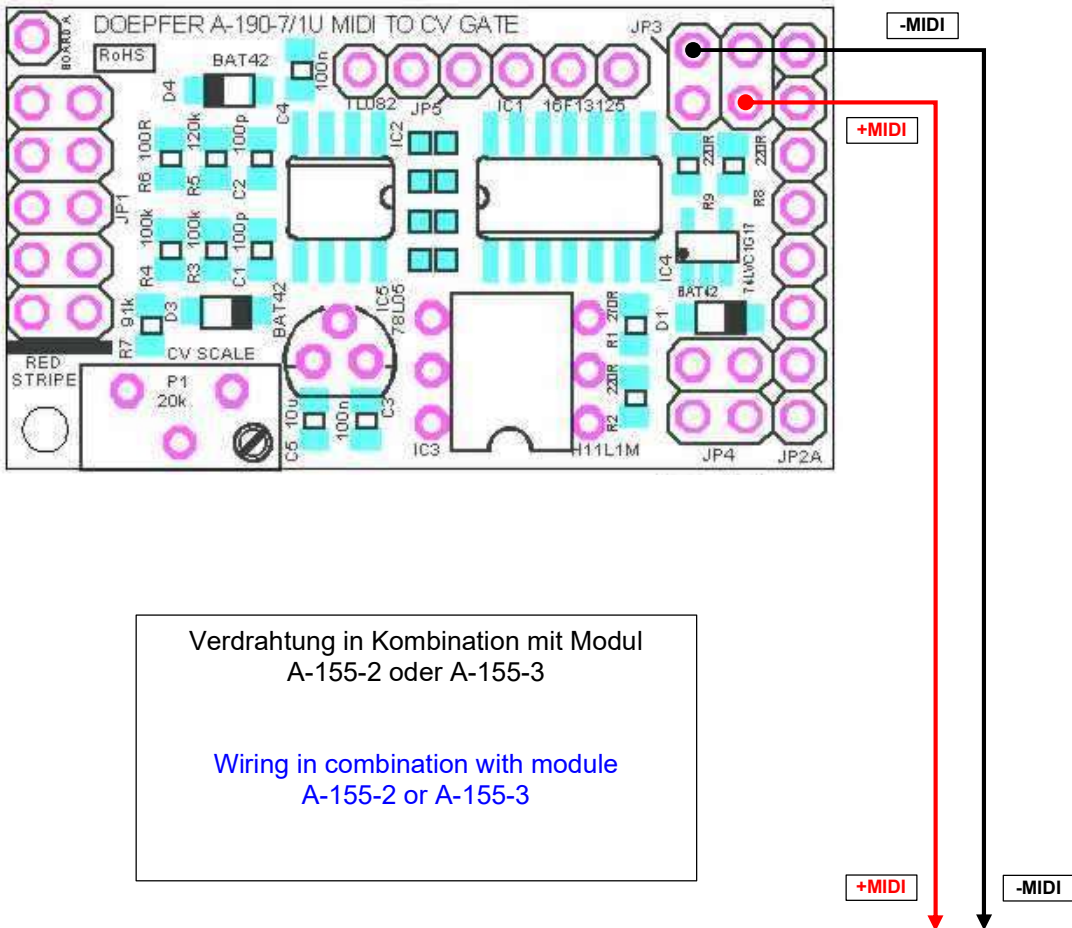 DOEPFER A-190-7/1U MIDI TO CV GATE
JP3
-MIDI
BOARD A
RoHS
BAT42
D4
C4
100n
TL082
JP5
IC1
16F13125
+MIDI
100R
120k
100p
IC2
220R
220R
R6
R5
C2
R9
R8
JP1
100k
100k
100p
IC4
74LVC1G17
R4
R3
C1
BAT42
91k
D3
BAT42
IC5
78L05
270R
D1
R7
CV SCALE
R1
RED
STRIPE
P1
20k
10u
100n
C3
220R
R2
C5
IC3
H11L1M
JP4
JP2A
Verdrahtung in Kombination mit Modul
A-155-2 oder A-155-3
Wiring in combination with module
A-155-2 or A-155-3
+MIDI
-MIDI